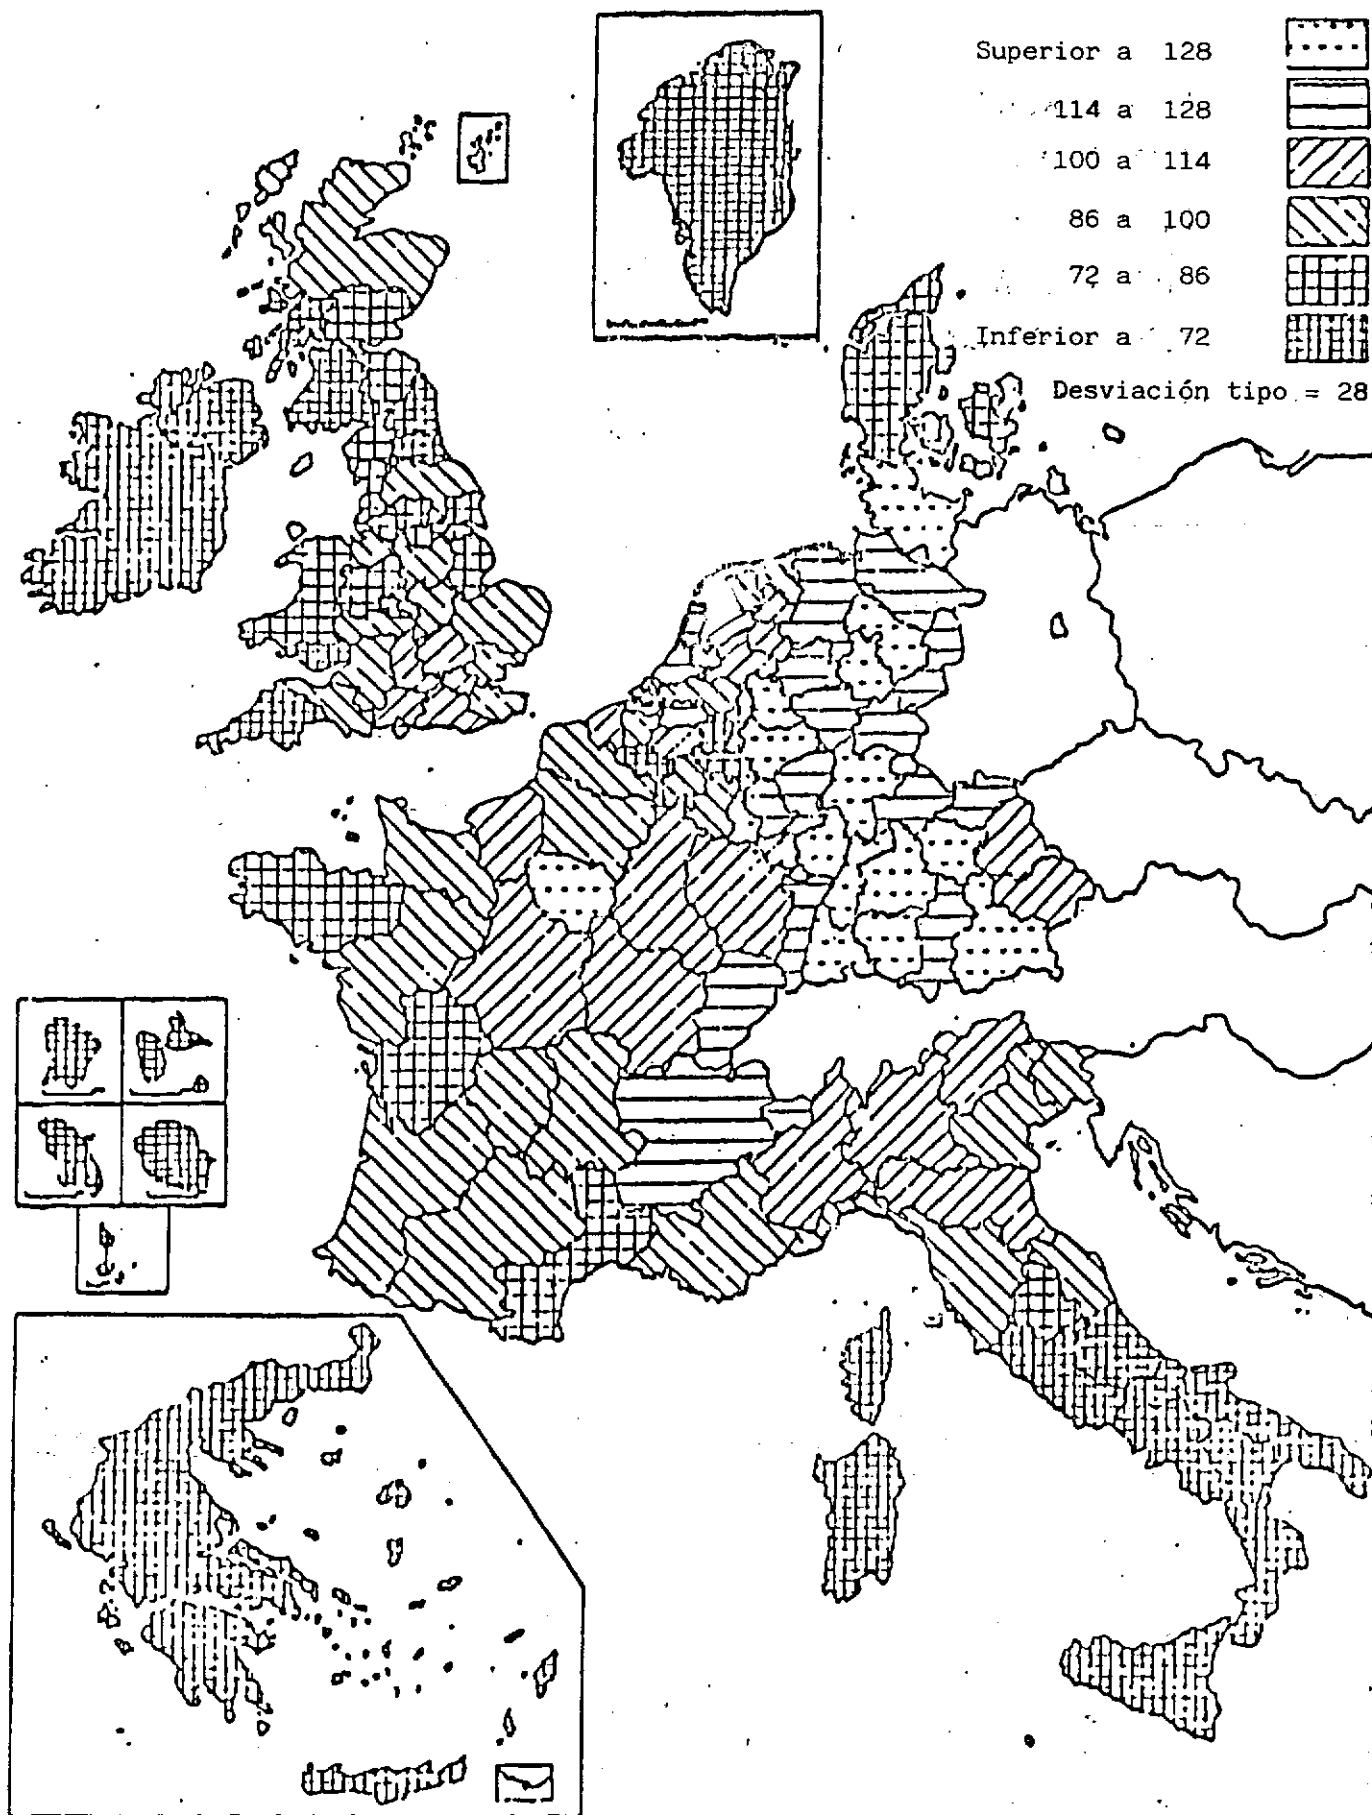 Superior a 128
114 a 128
100 a 114
86 a 100
72 a 86
Inferior a 72
Desviación tipo = 28